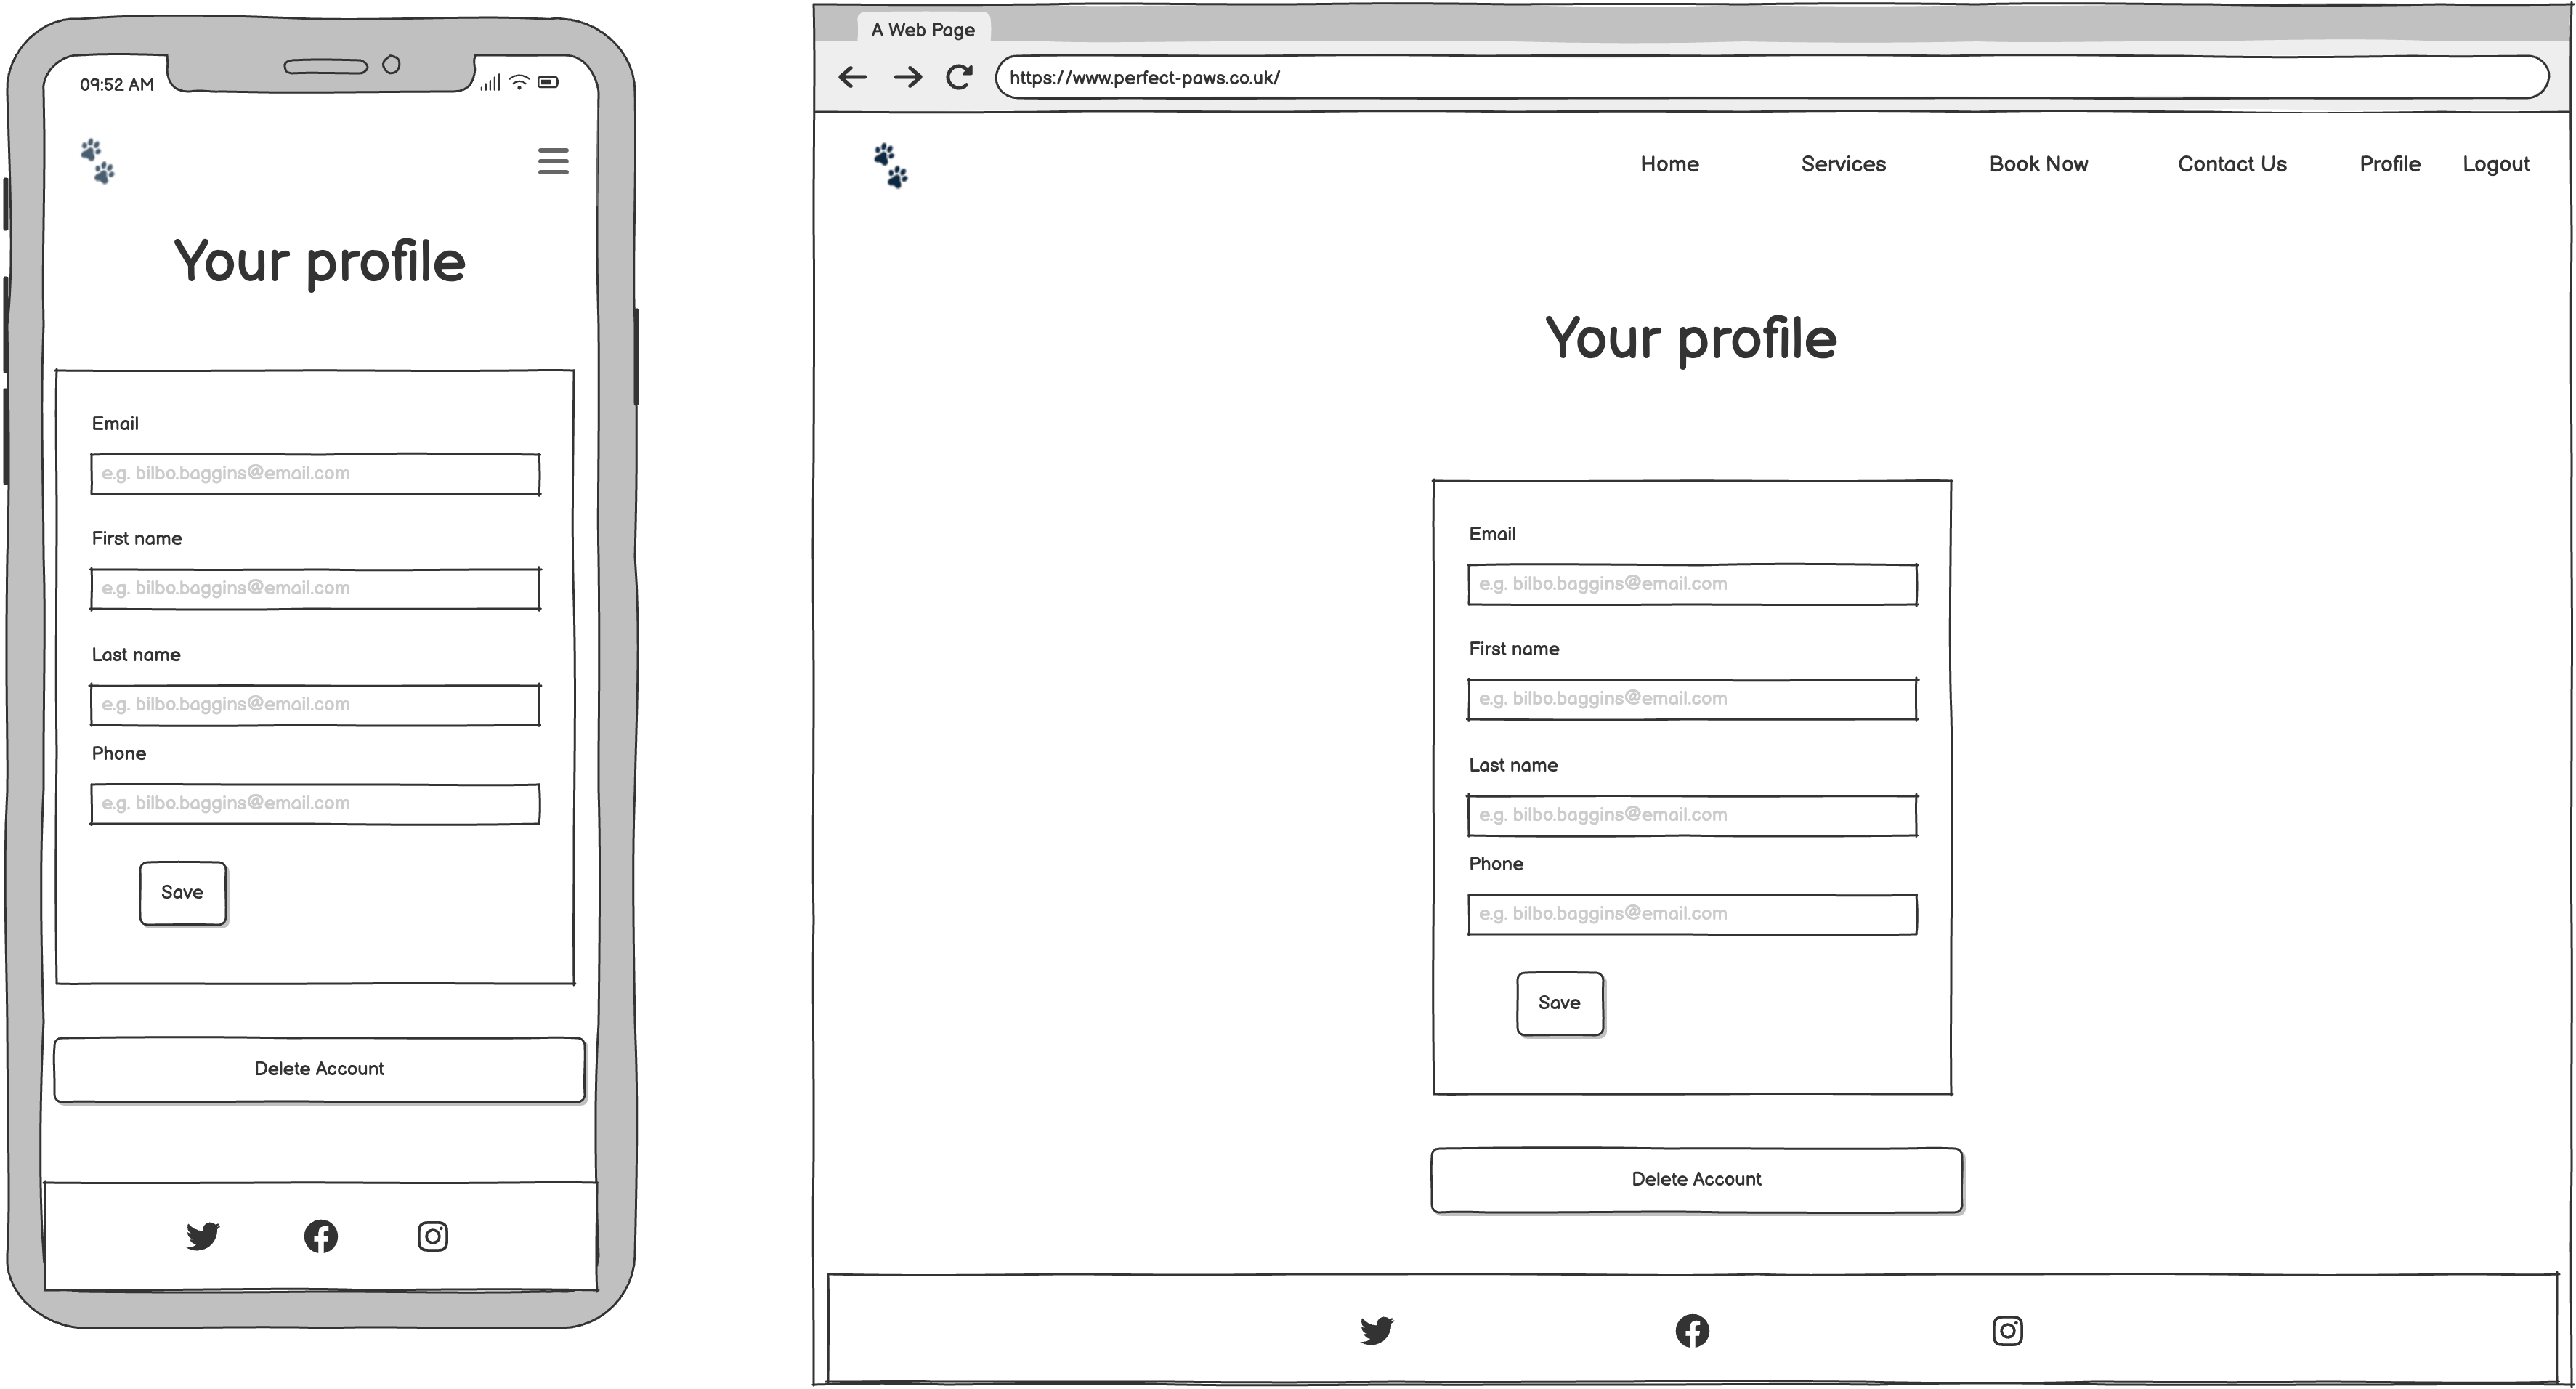 09:52 AM
Your profile
Email
e.g. bilbo.baggins@email.com
First name
e.g. bilbo.baggins@email.com
Last name
e.g. bilbo.baggins@email.com
Phone
e.g. bilbo.baggins@email.com
Save
Delete Account
A Web Page
https://www.perfect-paws.co.uk/
Home Services Book Now Contact Us Profile Logout
Your profile
Email
e.g. bilbo.baggins@email.com
First name
e.g. bilbo.baggins@email.com
Last name
e.g. bilbo.baggins@email.com
Phone
e.g. bilbo.baggins@email.com
Save
Delete Account